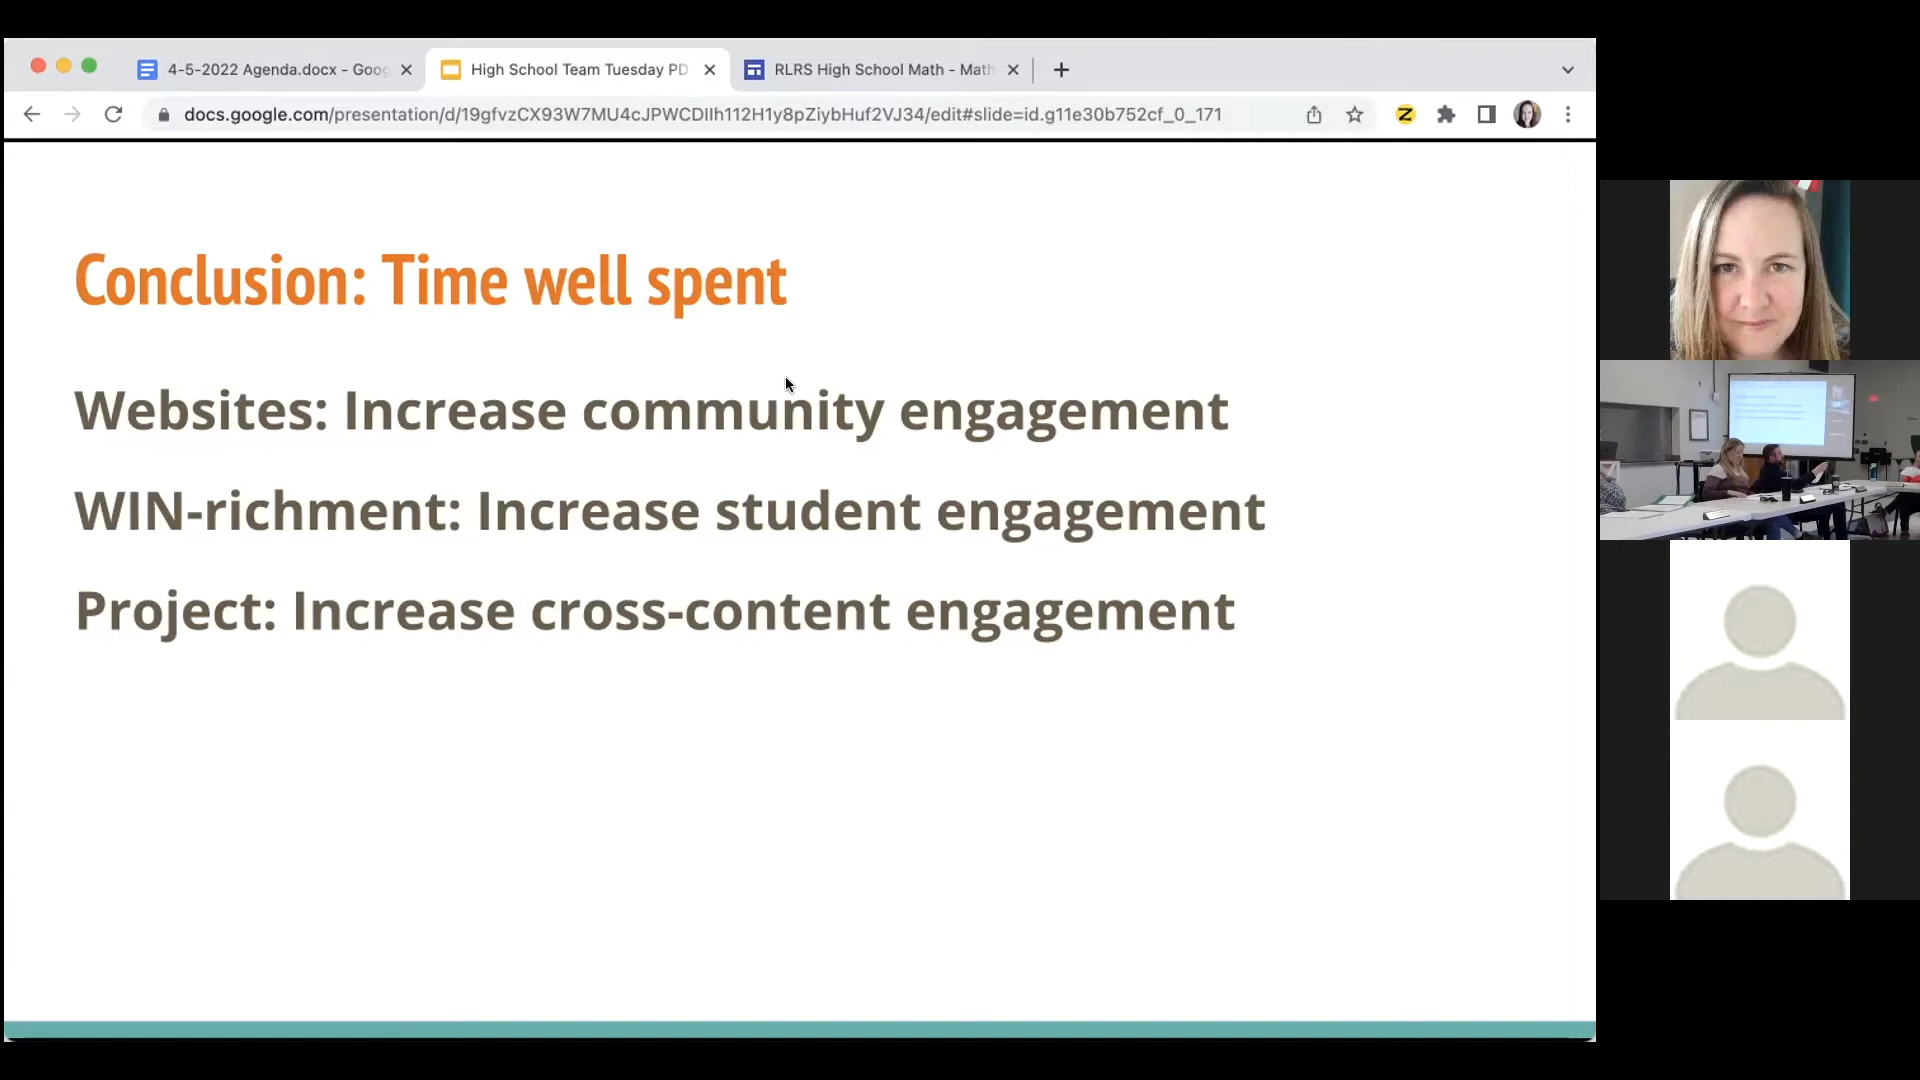 4-5-2022 Agenda.docx - Goog
High School Team Tuesday PD
RLRS High School Math - Math
docs.google.com/presentation/d/19gfvzCX93W7MU4cJPWCDIIh112H1y8pZiybHuf2VJ34/edit#slide=id.g11e30b752cf_0_171
Conclusion: Time well spent
Websites: Increase community engagement
WIN-richment: Increase student engagement
Project: Increase cross-content engagement